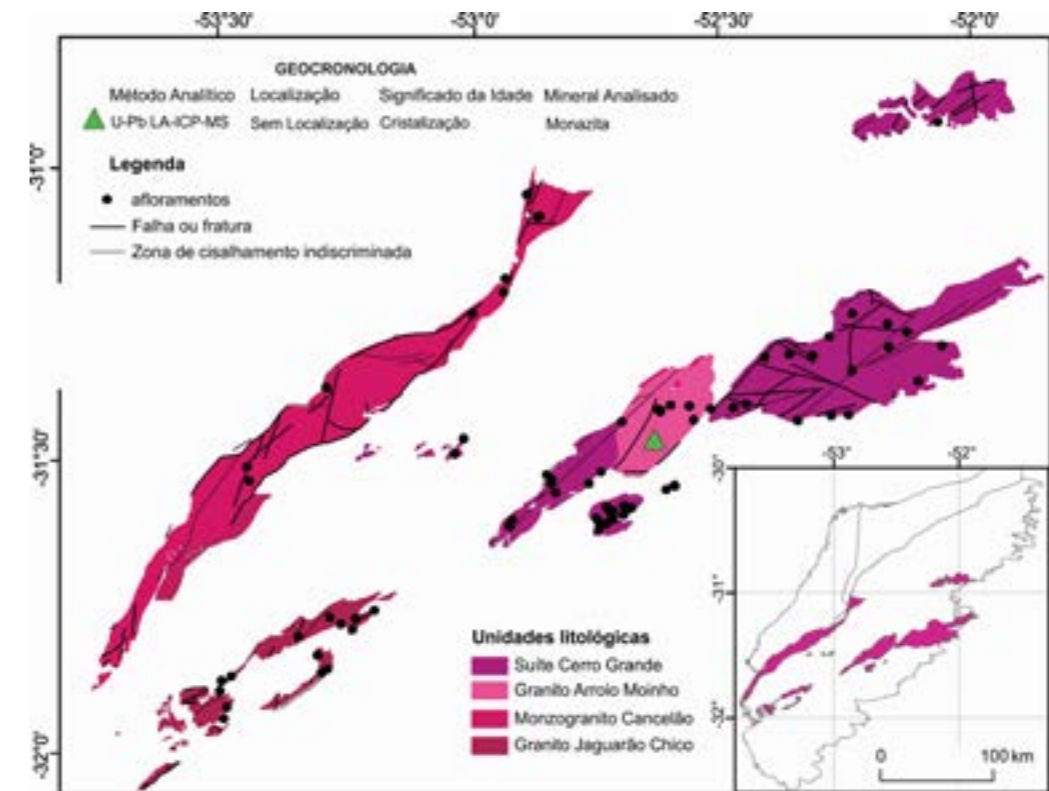 -53°30' -53°0' -52°30' -52°0'
GEOCRONOLOGIA
Método Analítico Localização Significado da Idade Mineral Analisado
U-Pb LA-ICP-MS Sem Localização Cristalização Monazita
-31°0'
Legenda
afloramentos
Falha ou fratura
Zona de cisalhamento indiscriminada
-31°30'
-32°0'
Unidades litológicas
Suíte Cerro Grande
Granito Arroio Moinho
Monzogranito Cancelão
Granito Jaguarão Chico
-53° -52°
-30°
-31°
-32°
0 100 km